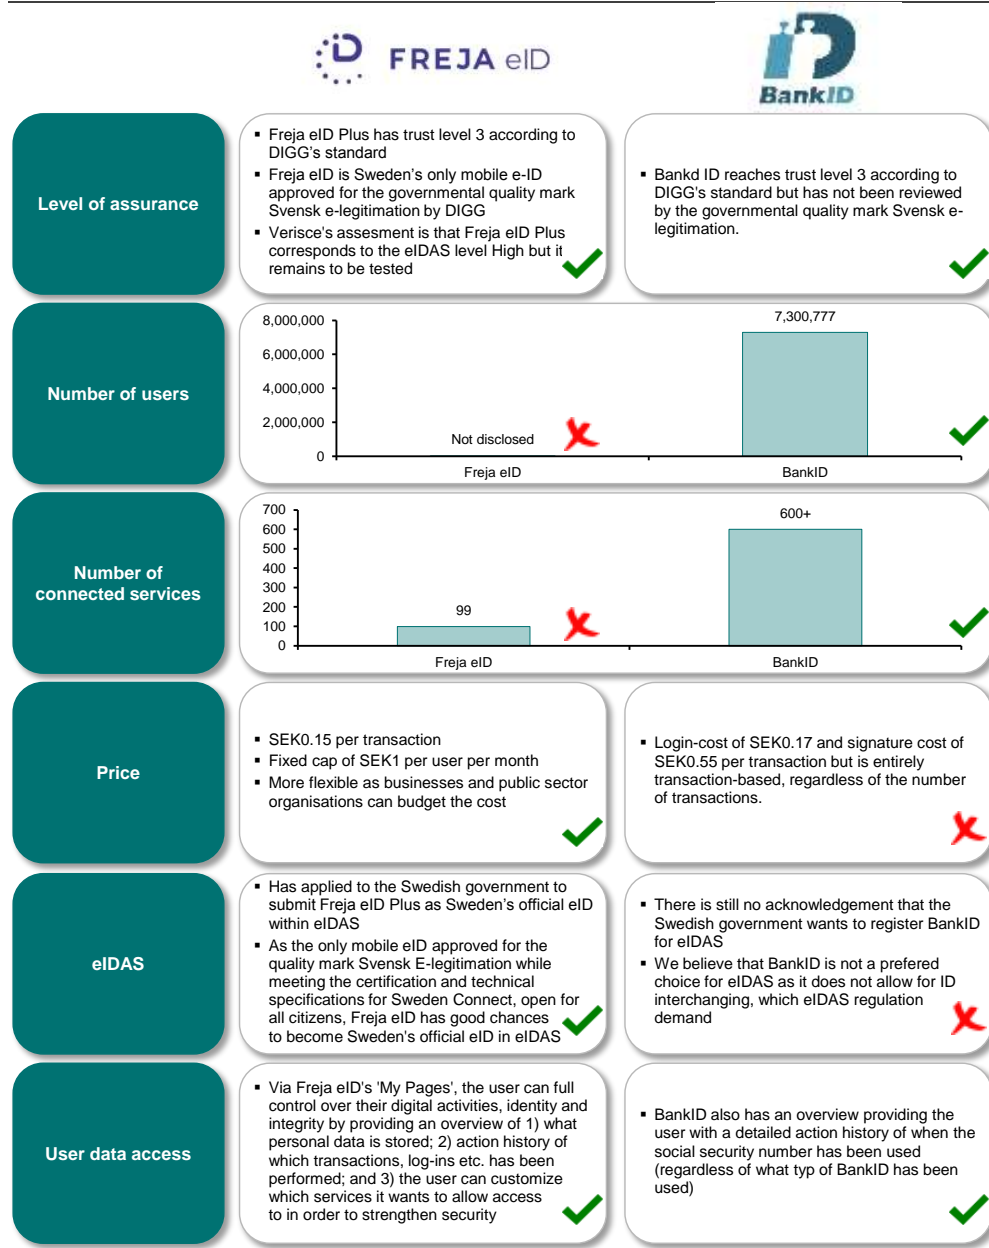 FREJA eID
BankID
Level of assurance
▪ Freja eID Plus has trust level 3 according to
DIGG's standard
▪ Freja eID is Sweden's only mobile e-ID
approved for the governmental quality mark
Svensk e-legitimation by DIGG
▪ Verisce's assesment is that Freja eID Plus
corresponds to the eIDAS level High but it
remains to be tested
▪ Bankd ID reaches trust level 3 according to
DIGG's standard but has not been reviewed
by the governmental quality mark Svensk e-
legitimation.
Number of users
8,000,000
6,000,000
4,000,000
2,000,000
0
Not disclosed
7,300,777
Freja eID
BankID
Number of
connected services
700
600
500
400
300
200
100
0
99
600+
Freja eID
BankID
Price
▪ SEK0.15 per transaction
▪ Fixed cap of SEK1 per user per month
▪ More flexible as businesses and public sector
organisations can budget the cost
▪ Login-cost of SEK0.17 and signature cost of
SEK0.55 per transaction but is entirely
transaction-based, regardless of the number
of transactions.
eIDAS
▪ Has applied to the Swedish government to
submit Freja eID Plus as Sweden's official eID
within eIDAS
▪ As the only mobile eID approved for the
quality mark Svensk E-legitimation while
meeting the certification and technical
specifications for Sweden Connect, open for
all citizens, Freja eID has good chances
to become Sweden's official eID in eIDAS
▪ There is still no acknowledgement that the
Swedish government wants to register BankID
for eIDAS
▪ We believe that BankID is not a prefered
choice for eIDAS as it does not allow for ID
interchanging, which eIDAS regulation
demand
User data access
▪ Via Freja eID's 'My Pages', the user can full
control over their digital activities, identity and
integrity by providing an overview of 1) what
personal data is stored; 2) action history of
which transactions, log-ins etc. has been
performed; and 3) the user can customize
which services it wants to allow access
to in order to strengthen security
▪ BankID also has an overview providing the
user with a detailed action history of when the
social security number has been used
(regardless of what typ of BankID has been
used)